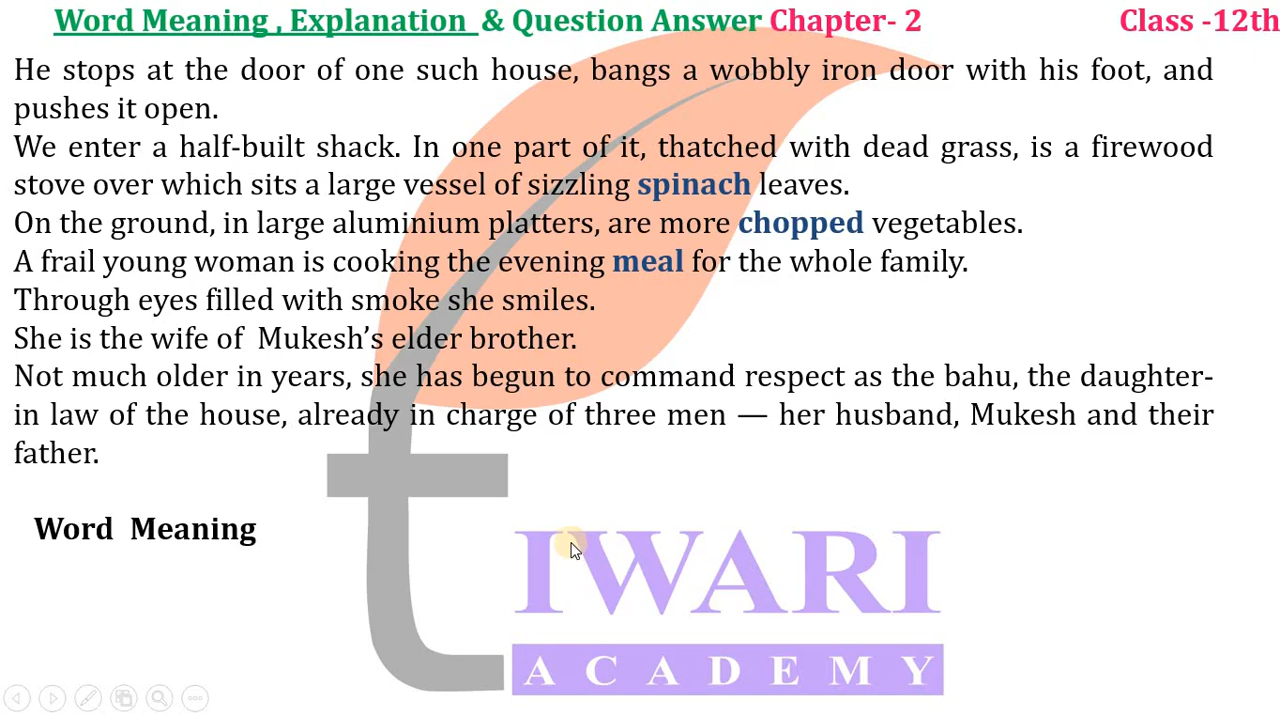 Word Meaning , Explanation & Question Answer Chapter- 2 Class -12th
He stops at the door of one such house, bangs a wobbly iron door with his foot, and
pushes it open.
We enter a half-built shack. In one part of it, thatched with dead grass, is a firewood
stove over which sits a large vessel of sizzling spinach leaves.
On the ground, in large aluminium platters, are more chopped vegetables.
A frail young woman is cooking the evening meal for the whole family.
Through eyes filled with smoke she smiles.
She is the wife of Mukesh’s elder brother.
Not much older in years, she has begun to command respect as the bahu, the daughter-
in law of the house, already in charge of three men — her husband, Mukesh and their
father.
Word Meaning
tIWARI
ACADEMY